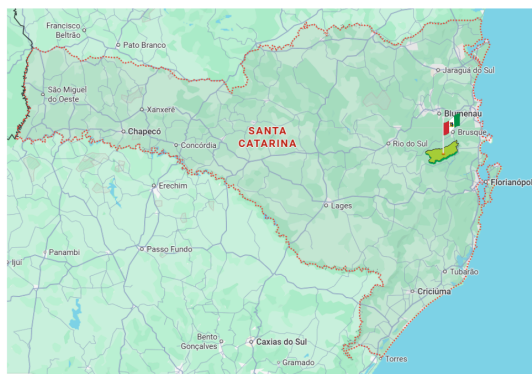 Francisco
Beltrão
Pato Branco
Jaraguá do Sul
São Miguel
do Oeste
Xanxerê
Blumenau
Brusque
Chapecó
SANTA
CATARINA
Concórdia
Rio do Sul
Erechim
Florianópol
Lages
Passo Fundo
Panambi
Ijuí
Tubarão
Criciúma
Bento
Gonçalves
Caxias do Sul
Gramado
Torres